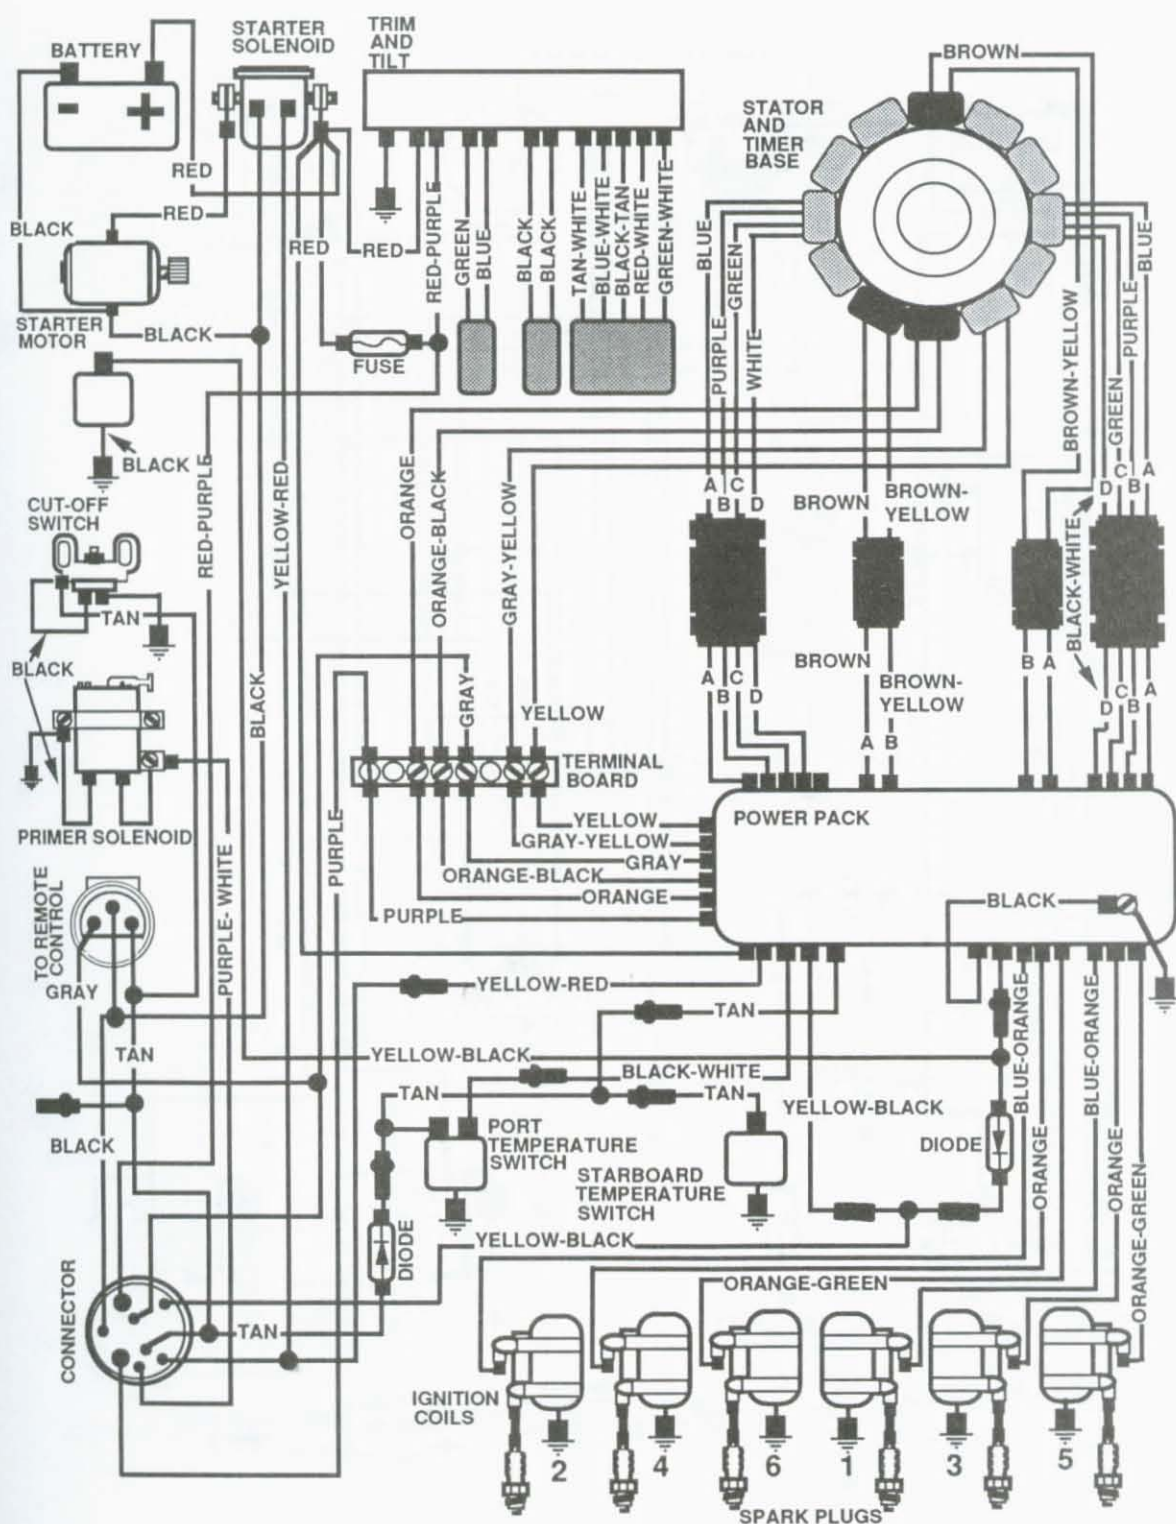 BATTERY
STARTER
SOLENOID
TRIM
AND
TILT
BROWN
STATOR
AND
TIMER
BASE
RED
RED
BLACK
RED
RED
RED-PURPLE
GREEN
BLUE
BLACK
BLACK
TAN-WHITE
BLUE-WHITE
BLACK-TAN
RED-WHITE
GREEN-WHITE
BLUE
PURPLE
GREEN
WHITE
BROWN-YELLOW
GREEN
PURPLE
BLUE
STARTER
MOTOR
BLACK
FUSE
BLACK
CUT-OFF
SWITCH
RED-PURPLE
YELLOW-RED
ORANGE
ORANGE-BLACK
GRAY-YELLOW
A
B
C
D
BROWN
BROWN-
YELLOW
D
C
B
A
BLACK-WHITE
TAN
BLACK
BLACK
GRAY
A
B
C
D
BROWN
BROWN-
YELLOW
A
B
B
A
D
C
B
A
YELLOW
TERMINAL
BOARD
PRIMER SOLENOID
PURPLE-WHITE
PURPLE
POWER PACK
YELLOW
GRAY-YELLOW
GRAY
ORANGE-BLACK
ORANGE
PURPLE
BLACK
TO REMOTE
CONTROL
GRAY
YELLOW-RED
TAN
TAN
YELLOW-BLACK
BLACK-WHITE
BLUE-ORANGE
BLUE-ORANGE
TAN
TAN
YELLOW-BLACK
BLACK
PORT
TEMPERATURE
SWITCH
STARBOARD
TEMPERATURE
SWITCH
DIODE
ORANGE
ORANGE
ORANGE-GREEN
DIODE
YELLOW-BLACK
CONNECTOR
TAN
ORANGE-GREEN
IGNITION
COILS
2
4
6
1
3
5
SPARK PLUGS